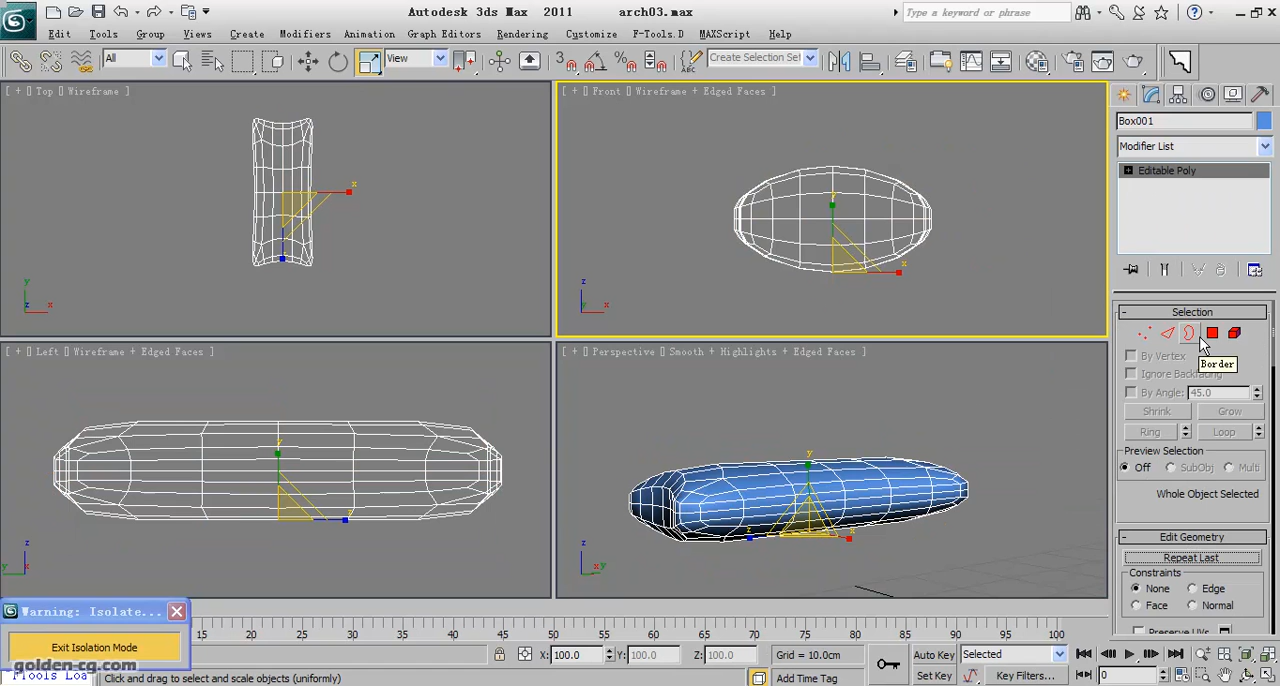 Autodesk 3ds Max 2011 arch03.max
Type a keyword or phrase
Edit Tools Group Views Create Modifiers Animation Graph Editors Rendering Customize F-Tools.D MAXScript Help
All View 3 Create Selection Set
[ + [] Top [] Wireframe ]
[ + [] Front [] Wireframe + Edged Faces ]
Box001
Modifier List
Editable Poly
x
y
x
z
x
y
x
z
x
Selection
By Vertex
Border
Ignore Backfacing
By Angle: 45.0
Shrink Grow
Ring Loop
Preview Selection
Off SubObj Multi
Whole Object Selected
Edit Geometry
Repeat Last
Constraints
None Edge
Face Normal
Preserve UVs
[ + [] Left [] Wireframe + Edged Faces ]
[ + [] Perspective [] Smooth + Highlights + Edged Faces ]
y
z
y
y
z
x
z
Warning: Isolate...
Exit Isolation Mode
golden-cg.com
15 20 25 30 35 40 45 50 55 60 65 70 75 80 85 90 95 100
X: 100.0 Y: 100.0 Z: 100.0 Grid = 10.0cm
Auto Key Selected
Click and drag to select and scale objects (uniformly)
Add Time Tag
Set Key Key Filters... 0